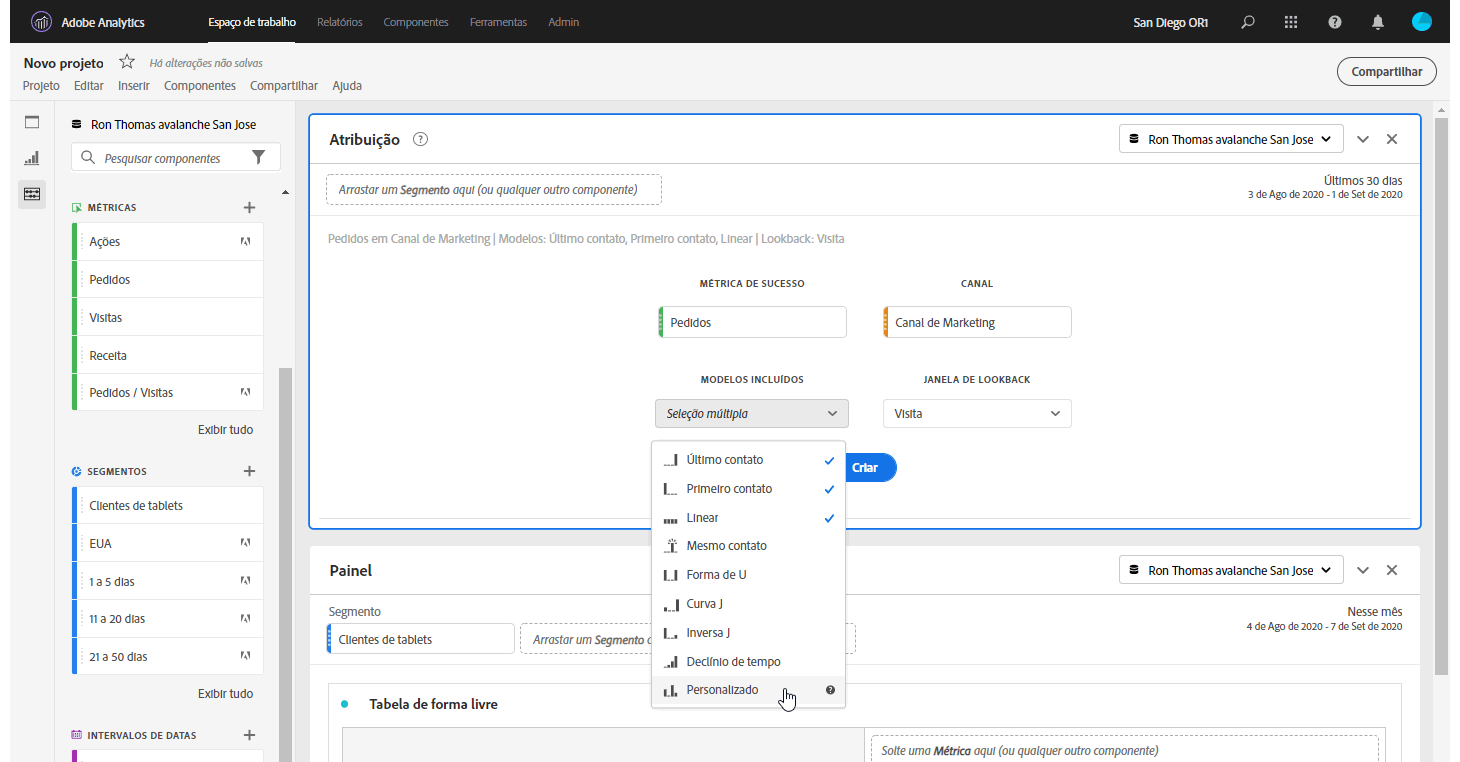 Adobe Analytics
Espaço de trabalho
Relatórios
Componentes
Ferramentas
Admin
San Diego OR1
Novo projeto
Há alterações não salvas
Projeto
Editar
Inserir
Componentes
Compartilhar
Ajuda
Compartilhar
Ron Thomas avalanche San Jose
Pesquisar componentes
MÉTRICAS
Ações
Pedidos
Visitas
Receita
Pedidos / Visitas
Exibir tudo
SEGMENTOS
Clientes de tablets
EUA
1 a 5 dias
11 a 20 dias
21 a 50 dias
Exibir tudo
INTERVALOS DE DATAS
Atribuição
Ron Thomas avalanche San Jose
Arrastar um Segmento aqui (ou qualquer outro componente)
Últimos 30 dias
3 de Ago de 2020 - 1 de Set de 2020
Pedidos em Canal de Marketing | Modelos: Último contato, Primeiro contato, Linear | Lookback: Visita
MÉTRICA DE SUCESSO
CANAL
Pedidos
Canal de Marketing
MODELOS INCLUÍDOS
JANELA DE LOOKBACK
Seleção múltipla
Visita
Último contato
Primeiro contato
Linear
Mesmo contato
Forma de U
Curva J
Inversa J
Declínio de tempo
Personalizado
Criar
Painel
Ron Thomas avalanche San Jose
Segmento
Clientes de tablets
Arrastar um Segmento
Nesse mês
4 de Ago de 2020 - 7 de Set de 2020
Tabela de forma livre
Solte uma Métrica aqui (ou qualquer outro componente)